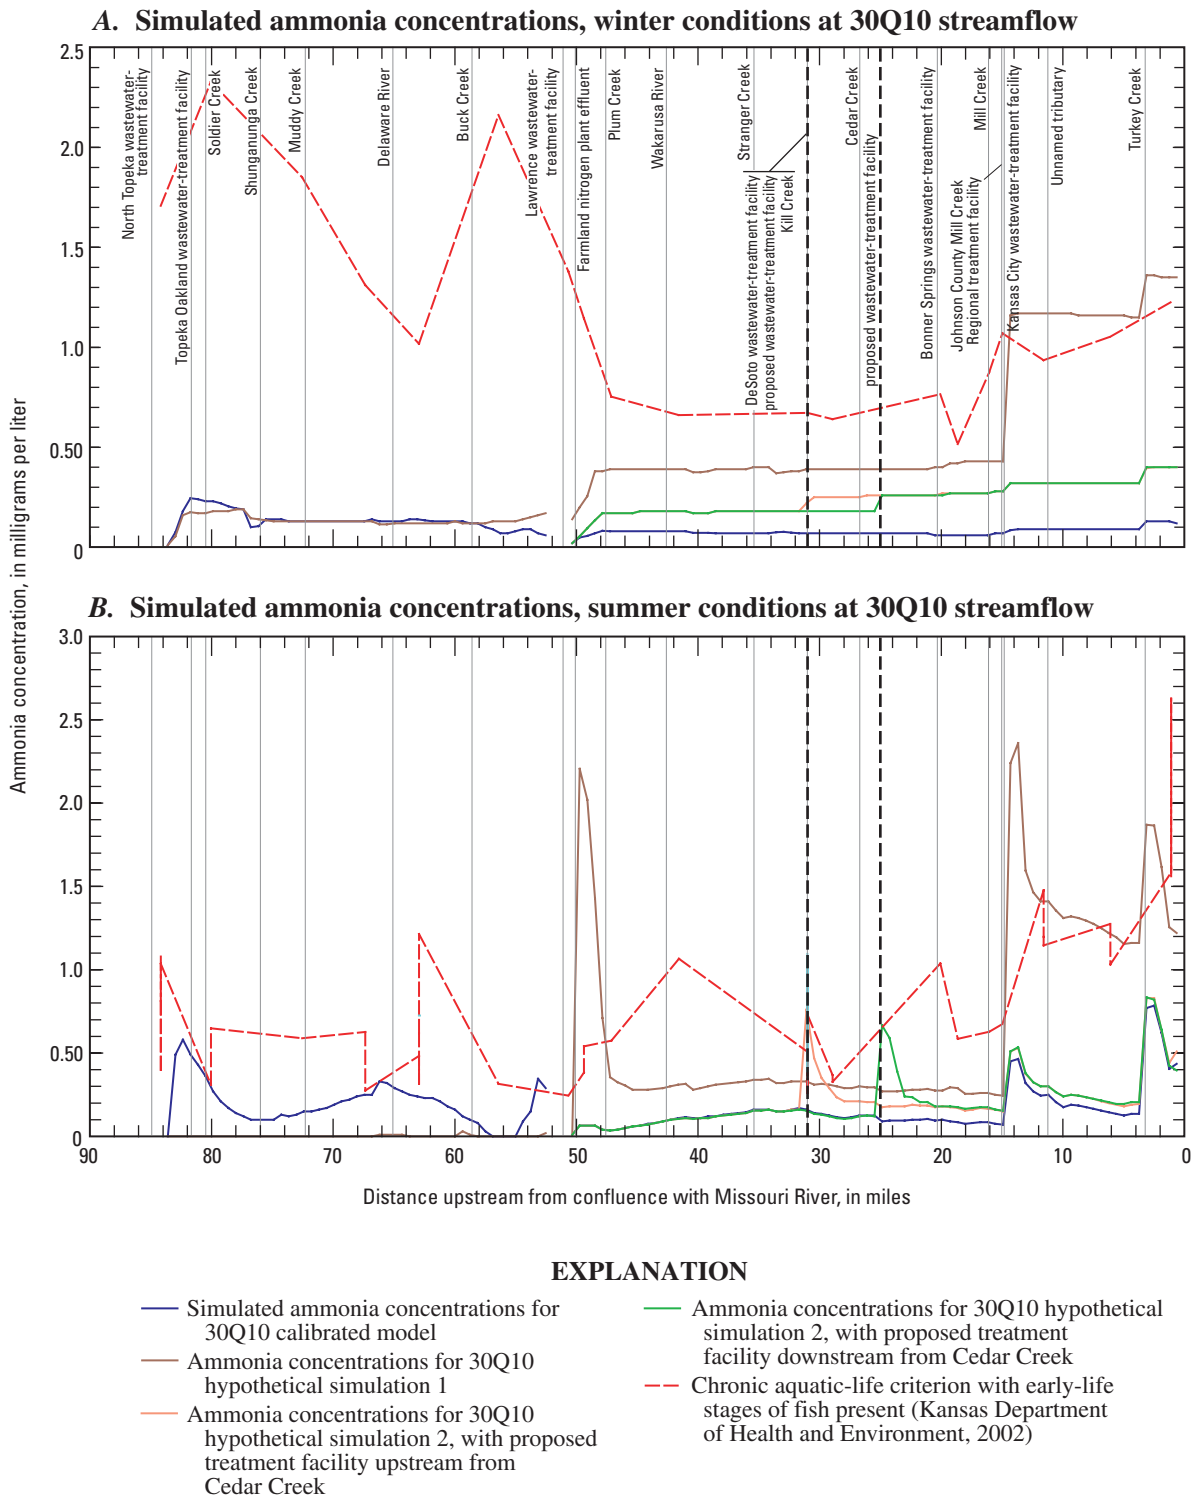 A. Simulated ammonia concentrations, winter conditions at 30Q10 streamflow
2.5
2.0
1.5
1.0
0.50
0
North Topeka wastewater-
treatment facility
Topeka Oakland wastewater-treatment facility
Soldier Creek
Shunganunga Creek
Muddy Creek
Delaware River
Buck Creek
Lawrence wastewater-
treatment facility
Farmland nitrogen plant effluent
Plum Creek
Wakarusa River
Stranger Creek
DeSoto wastewater-treatment facility
proposed wastewater-treatment facility
Kill Creek
Cedar Creek
proposed wastewater-treatment facility
Bonner Springs wastewater-treatment facility
Mill Creek
Johnson County Mill Creek
Regional treatment facility
Kansas City wastewater-treatment facility
Unnamed tributary
Turkey Creek
Ammonia concentration, in milligrams per liter
B. Simulated ammonia concentrations, summer conditions at 30Q10 streamflow
3.0
2.5
2.0
1.5
1.0
0.50
0
90 80 70 60 50 40 30 20 10 0
Distance upstream from confluence with Missouri River, in miles
EXPLANATION
Simulated ammonia concentrations for
30Q10 calibrated model
Ammonia concentrations for 30Q10
hypothetical simulation 1
Ammonia concentrations for 30Q10
hypothetical simulation 2, with proposed
treatment facility upstream from
Cedar Creek
Ammonia concentrations for 30Q10 hypothetical
simulation 2, with proposed treatment
facility downstream from Cedar Creek
Chronic aquatic-life criterion with early-life
stages of fish present (Kansas Department
of Health and Environment, 2002)